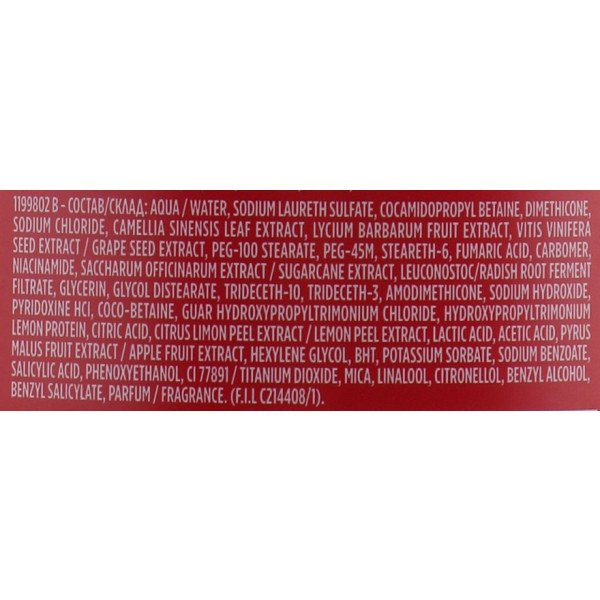 1199802 B - СОСТАВ/СКЛАД: AQUA / WATER, SODIUM LAURETH SULFATE, COCAMIDOPROPYL BETAINE, DIMETHICONE,
SODIUM CHLORIDE, CAMELLIA SINENSIS LEAF EXTRACT, LYCIUM BARBARUM FRUIT EXTRACT, VITIS VINIFERA
SEED EXTRACT / GRAPE SEED EXTRACT, PEG-100 STEARATE, PEG-45M, STEARETH-6, FUMARIC ACID, CARBOMER,
NIACINAMIDE, SACCHARUM OFFICINARUM EXTRACT / SUGARCANE EXTRACT, LEUCONOSTOC/RADISH ROOT FERMENT
FILTRATE, GLYCERIN, GLYCOL DISTEARATE, TRIDECETH-10, TRIDECETH-3, AMODIMETHICONE, SODIUM HYDROXIDE,
PYRIDOXINE HCI, COCO-BETAINE, GUAR HYDROXYPROPYLTRIMONIUM CHLORIDE, HYDROXYPROPYLTRIMONIUM
LEMON PROTEIN, CITRIC ACID, CITRUS LIMON PEEL EXTRACT / LEMON PEEL EXTRACT, LACTIC ACID, ACETIC ACID, PYRUS
MALUS FRUIT EXTRACT / APPLE FRUIT EXTRACT, HEXYLENE GLYCOL, BHT, POTASSIUM SORBATE, SODIUM BENZOATE,
SALICYLIC ACID, PHENOXYETHANOL, CI 77891 / TITANIUM DIOXIDE, MICA, LINALOOL, CITRONELLOL, BENZYL ALCOHOL,
BENZYL SALICYLATE, PARFUM / FRAGRANCE. (F.I.L C214408/1).